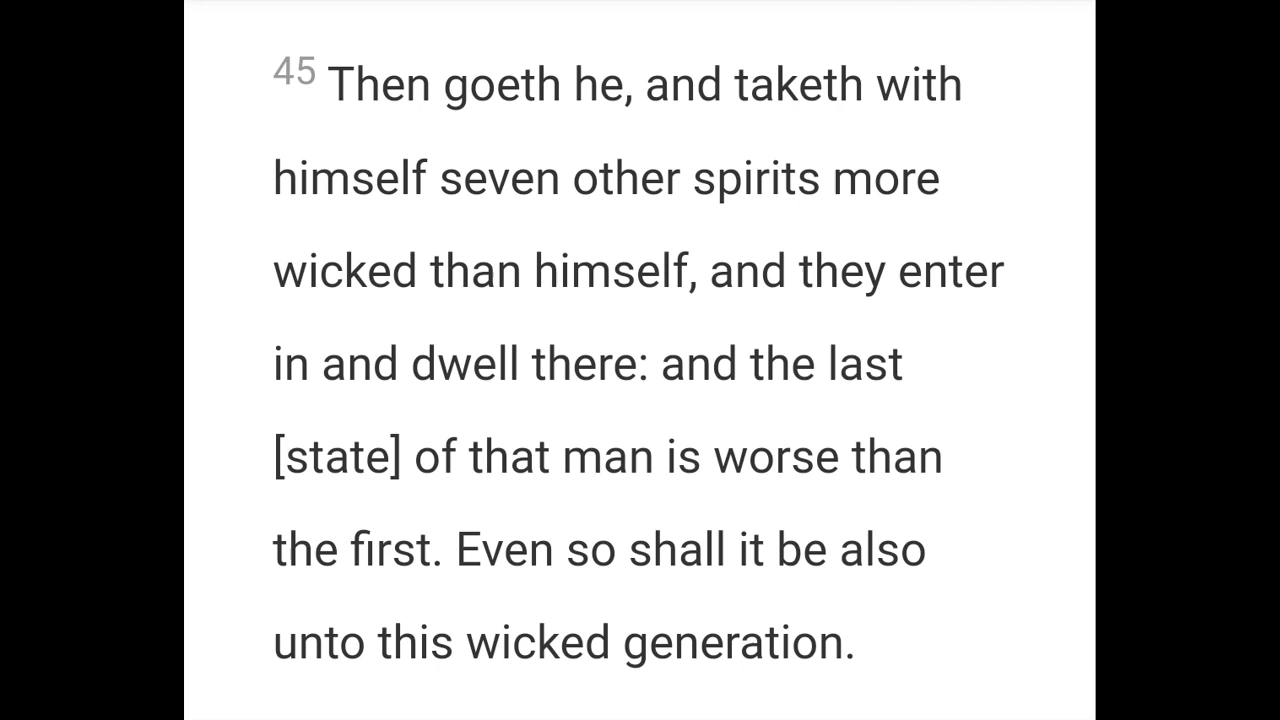 45 Then goeth he, and taketh with
himself seven other spirits more
wicked than himself, and they enter
in and dwell there: and the last
[state] of that man is worse than
the first. Even so shall it be also
unto this wicked generation.